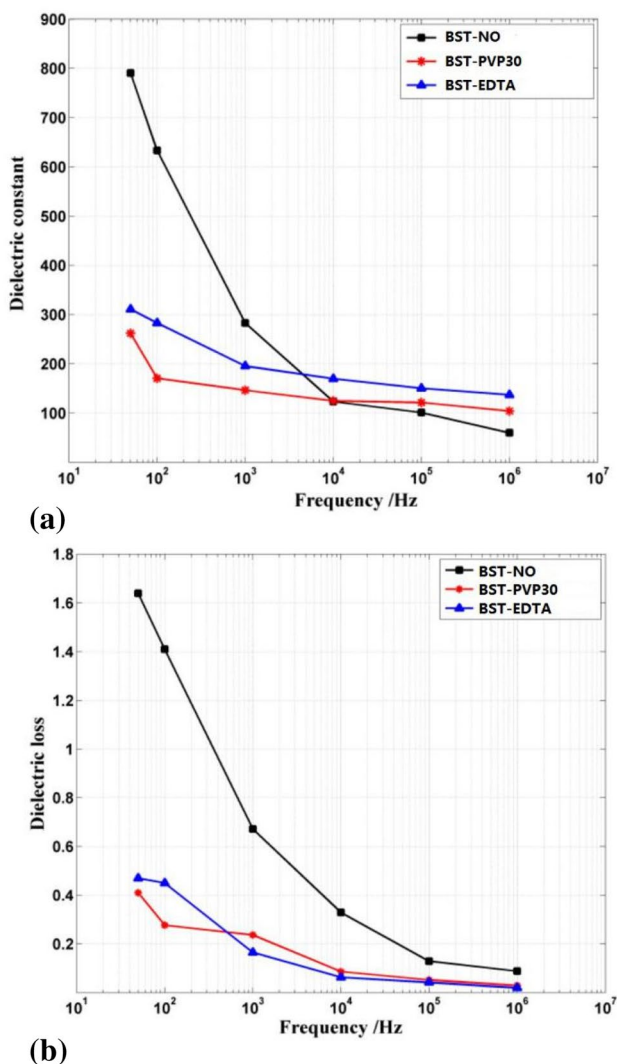 900
800
700
600
500
400
300
200
100
Dielectric constant
BST-NO
BST-PVP30
BST-EDTA
10^1 10^2 10^3 10^4 10^5 10^6 10^7
Frequency /Hz
(a)
1.8
1.6
1.4
1.2
1
0.8
0.6
0.4
0.2
Dielectric loss
BST-NO
BST-PVP30
BST-EDTA
10^1 10^2 10^3 10^4 10^5 10^6 10^7
Frequency /Hz
(b)